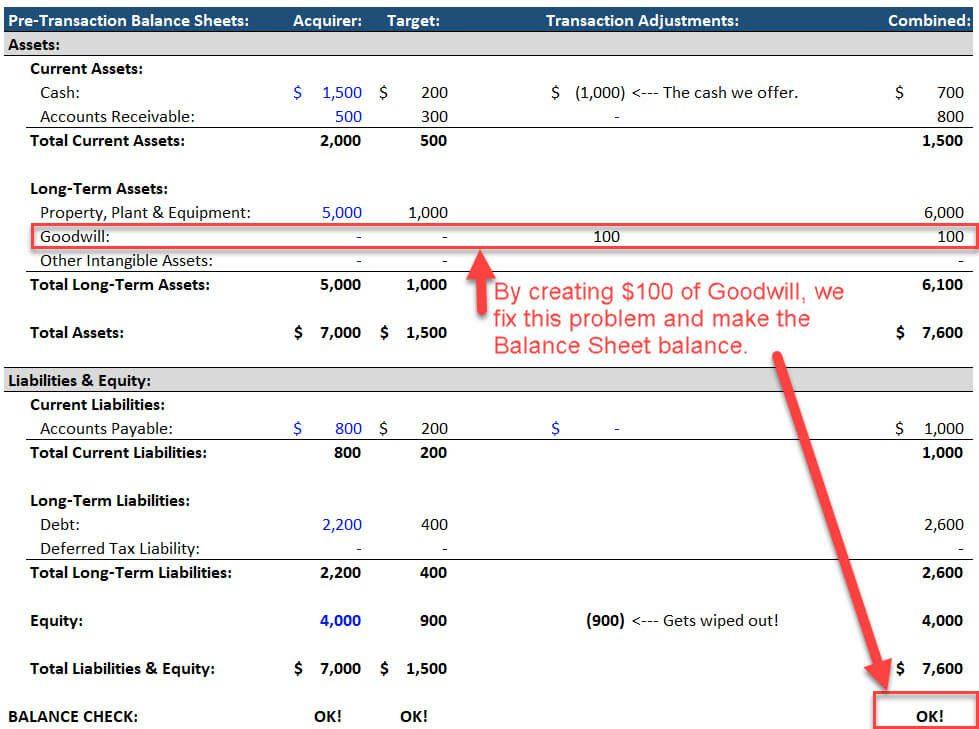 Pre-Transaction Balance Sheets: Acquirer: Target: Transaction Adjustments: Combined:
Assets:
Current Assets:
Cash: $ 1,500 $ 200 $ (1,000) <--- The cash we offer. $ 700
Accounts Receivable: 500 300 - 800
Total Current Assets: 2,000 500 1,500
Long-Term Assets:
Property, Plant & Equipment: 5,000 1,000 6,000
Goodwill: - - 100 100
Other Intangible Assets: - - -
Total Long-Term Assets: 5,000 1,000 6,100
By creating $100 of Goodwill, we
fix this problem and make the
Balance Sheet balance.
Total Assets: $ 7,000 $ 1,500 $ 7,600
Liabilities & Equity:
Current Liabilities:
Accounts Payable: $ 800 $ 200 $ - $ 1,000
Total Current Liabilities: 800 200 1,000
Long-Term Liabilities:
Debt: 2,200 400 2,600
Deferred Tax Liability: - - -
Total Long-Term Liabilities: 2,200 400 2,600
Equity: 4,000 900 (900) <--- Gets wiped out! 4,000
Total Liabilities & Equity: $ 7,000 $ 1,500 $ 7,600
BALANCE CHECK: OK! OK! OK!